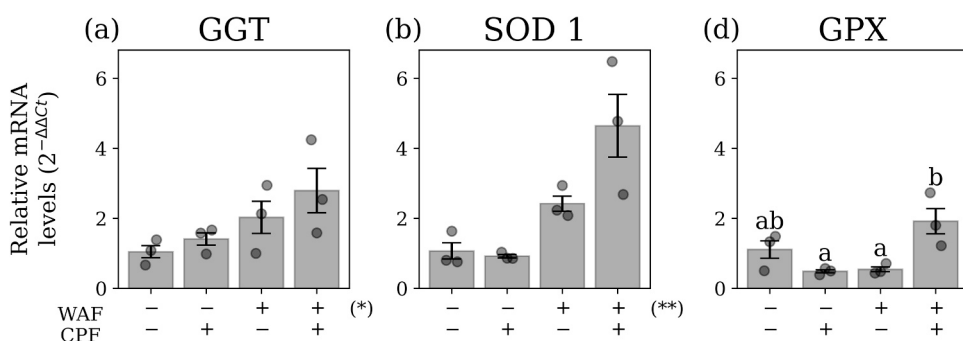 (a) GGT
(b) SOD 1
(d) GPX
Relative mRNA
levels (2^-ΔΔCt)
6
4
2
0
6
4
2
0
6
4
2
0
ab
a
a
b
WAF − − + + (*) − − + + (**) − − + +
CPF − + − + − + − + − + − +